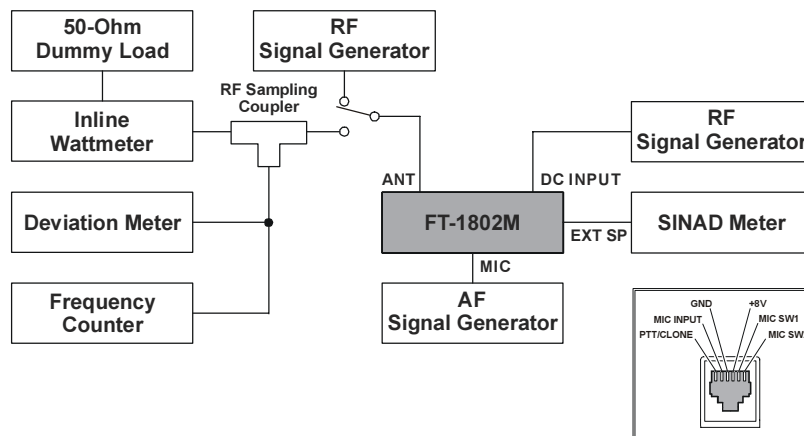 50-Ohm
Dummy Load
RF
Signal Generator
RF Sampling
Coupler
Inline
Wattmeter
RF
Signal Generator
ANT
DC INPUT
Deviation Meter
FT-1802M
SINAD Meter
EXT SP
MIC
Frequency
Counter
AF
Signal Generator
GND
+8V
MIC INPUT
MIC SW1
PTT/CLONE
MIC SW